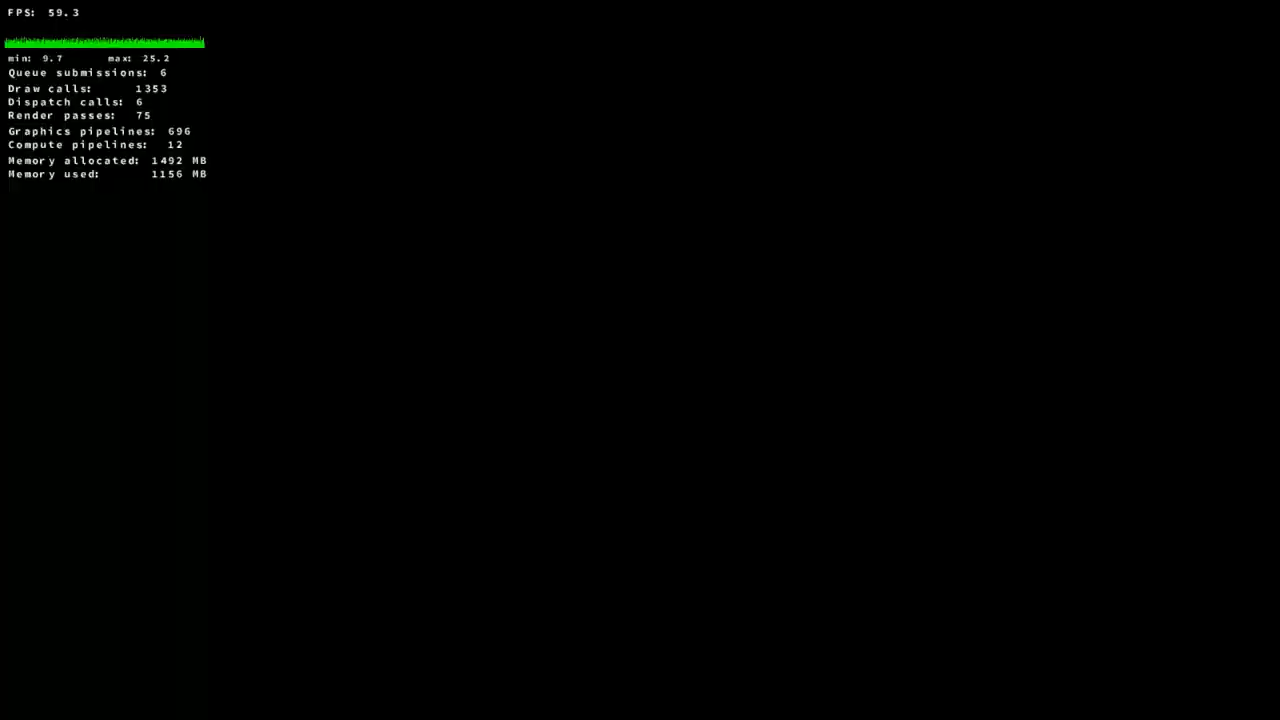 FPS: 59.3
min: 9.7 max: 25.2
Queue submissions: 6
Draw calls: 1353
Dispatch calls: 6
Render passes: 75
Graphics pipelines: 696
Compute pipelines: 12
Memory allocated: 1492 MB
Memory used: 1156 MB